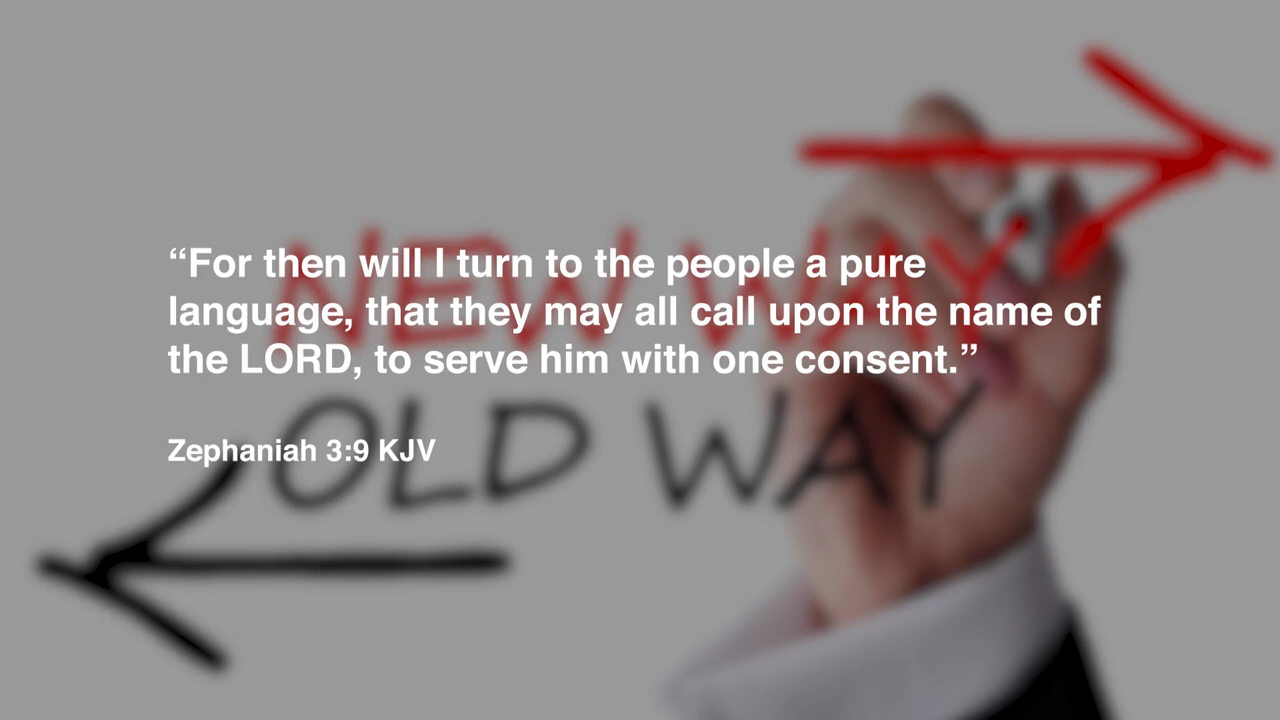 NEW WAY
“For then will I turn to the people a pure
language, that they may all call upon the name of
the LORD, to serve him with one consent.”
OLD WAY
Zephaniah 3:9 KJV